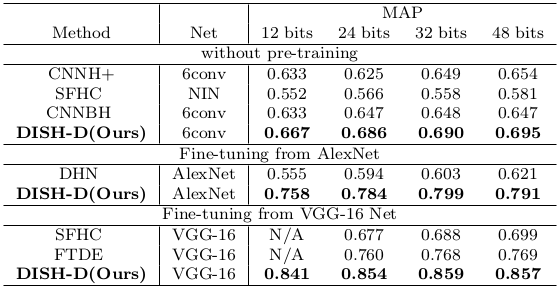 MAP
Method Net 12 bits 24 bits 32 bits 48 bits
without pre-training
CNNH+ 6conv 0.633 0.625 0.649 0.654
SFHC NIN 0.552 0.566 0.558 0.581
CNNBH 6conv 0.633 0.647 0.648 0.647
DISH-D(Ours) 6conv 0.667 0.686 0.690 0.695
Fine-tuning from AlexNet
DHN AlexNet 0.555 0.594 0.603 0.621
DISH-D(Ours) AlexNet 0.758 0.784 0.799 0.791
Fine-tuning from VGG-16 Net
SFHC VGG-16 N/A 0.677 0.688 0.699
FTDE VGG-16 N/A 0.760 0.768 0.769
DISH-D(Ours) VGG-16 0.841 0.854 0.859 0.857